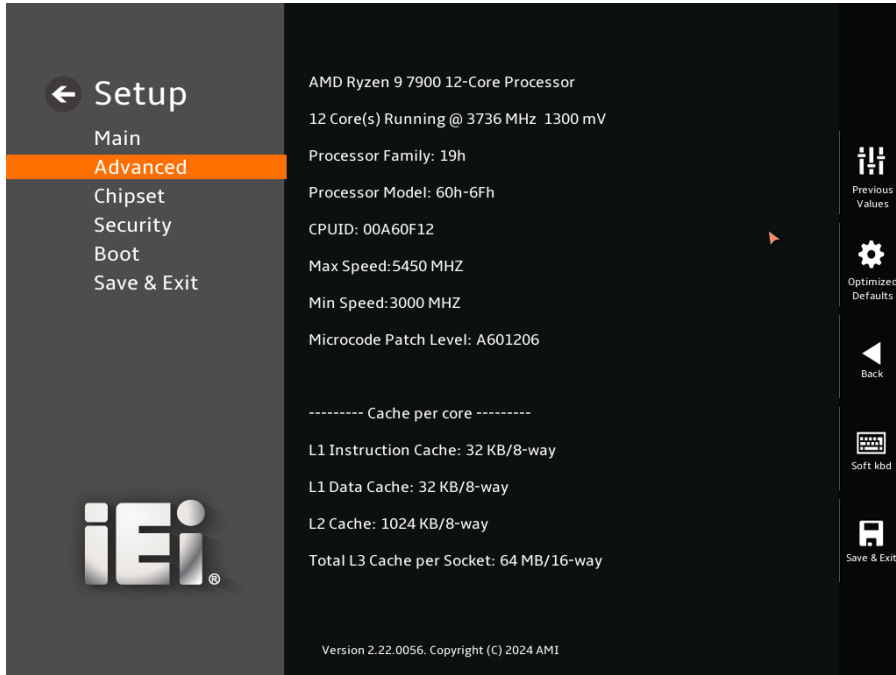 Setup
Main
Advanced
Chipset
Security
Boot
Save & Exit
iEi®
AMD Ryzen 9 7900 12-Core Processor
12 Core(s) Running @ 3736 MHz 1300 mV
Processor Family: 19h
Processor Model: 60h-6Fh
CPUID: 00A60F12
Max Speed:5450 MHZ
Min Speed:3000 MHZ
Microcode Patch Level: A601206
--------- Cache per core ---------
L1 Instruction Cache: 32 KB/8-way
L1 Data Cache: 32 KB/8-way
L2 Cache: 1024 KB/8-way
Total L3 Cache per Socket: 64 MB/16-way
Version 2.22.0056. Copyright (C) 2024 AMI
Previous
Values
Optimized
Defaults
Back
Soft kbd
Save & Exit